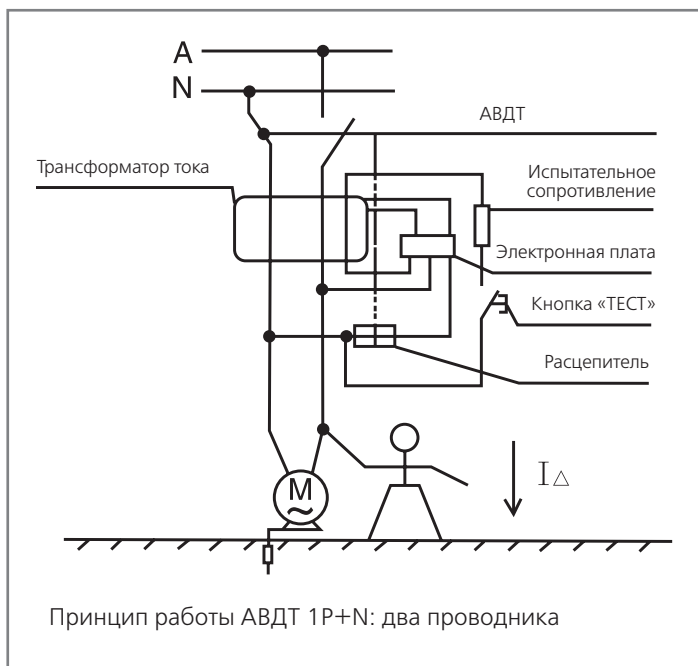 A
N
АВДТ
Трансформатор тока
Испытательное
сопротивление
Электронная плата
Кнопка «ТЕСТ»
Расцепитель
M
~
I△
Принцип работы АВДТ 1P+N: два проводника